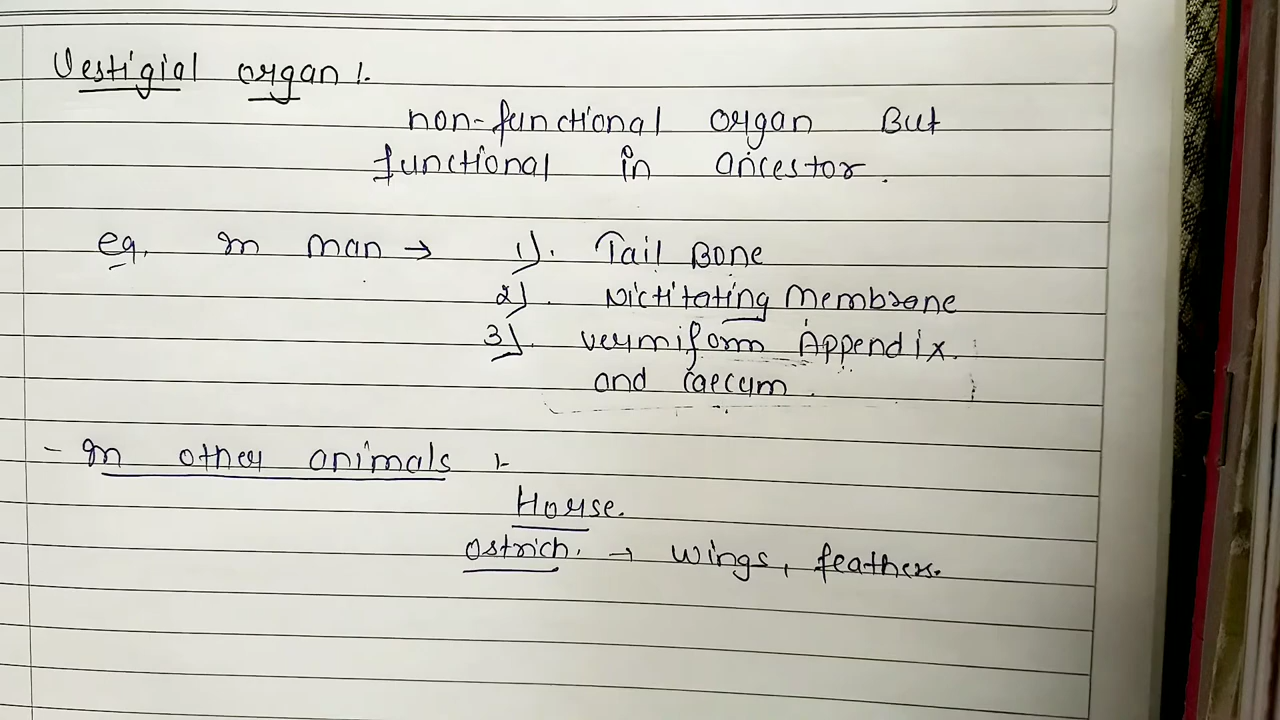 Vestigial organ :-
non-functional organ But
functional in ancestor.
eg. In man → 1). Tail Bone
2). Nictitating Membrane
3). vermiform Appendix.
and Caecum.
- In other animals :-
Horse.
Ostrich. → wings, feathers.